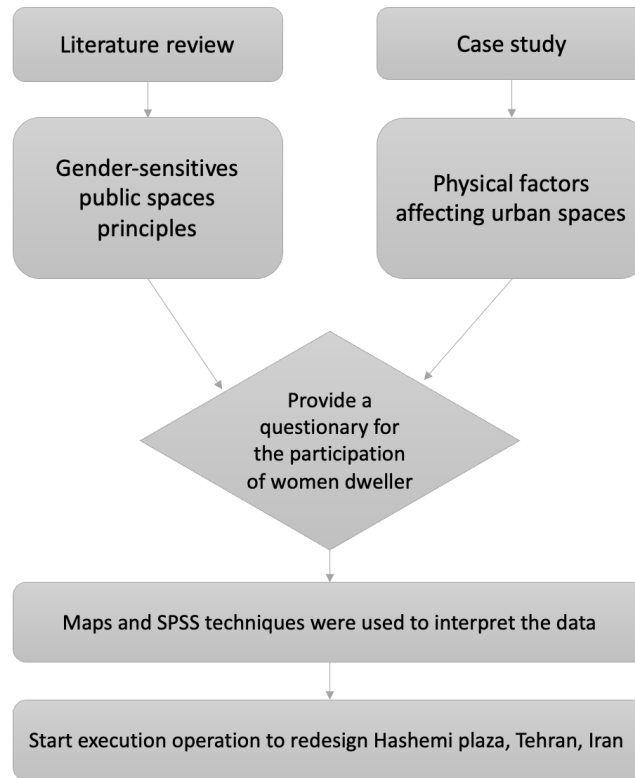 Literature review
Case study
Gender-sensitives
public spaces
principles
Physical factors
affecting urban spaces
Provide a
questionary for
the participation
of women dweller
Maps and SPSS techniques were used to interpret the data
Start execution operation to redesign Hashemi plaza, Tehran, Iran